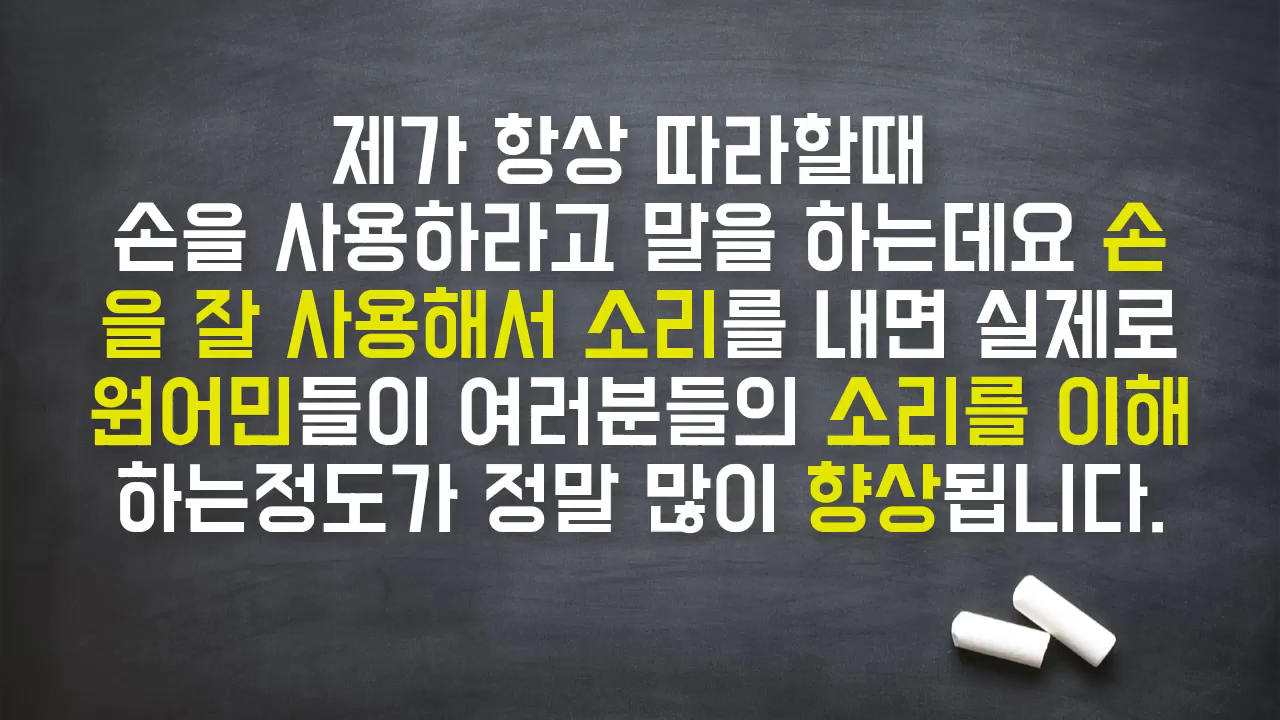 제가 항상 따라할때
손을 사용하라고 말을 하는데요 손
을 잘 사용해서 소리를 내면 실제로
원어민들이 여러분들의 소리를 이해
하는정도가 정말 많이 향상됩니다.